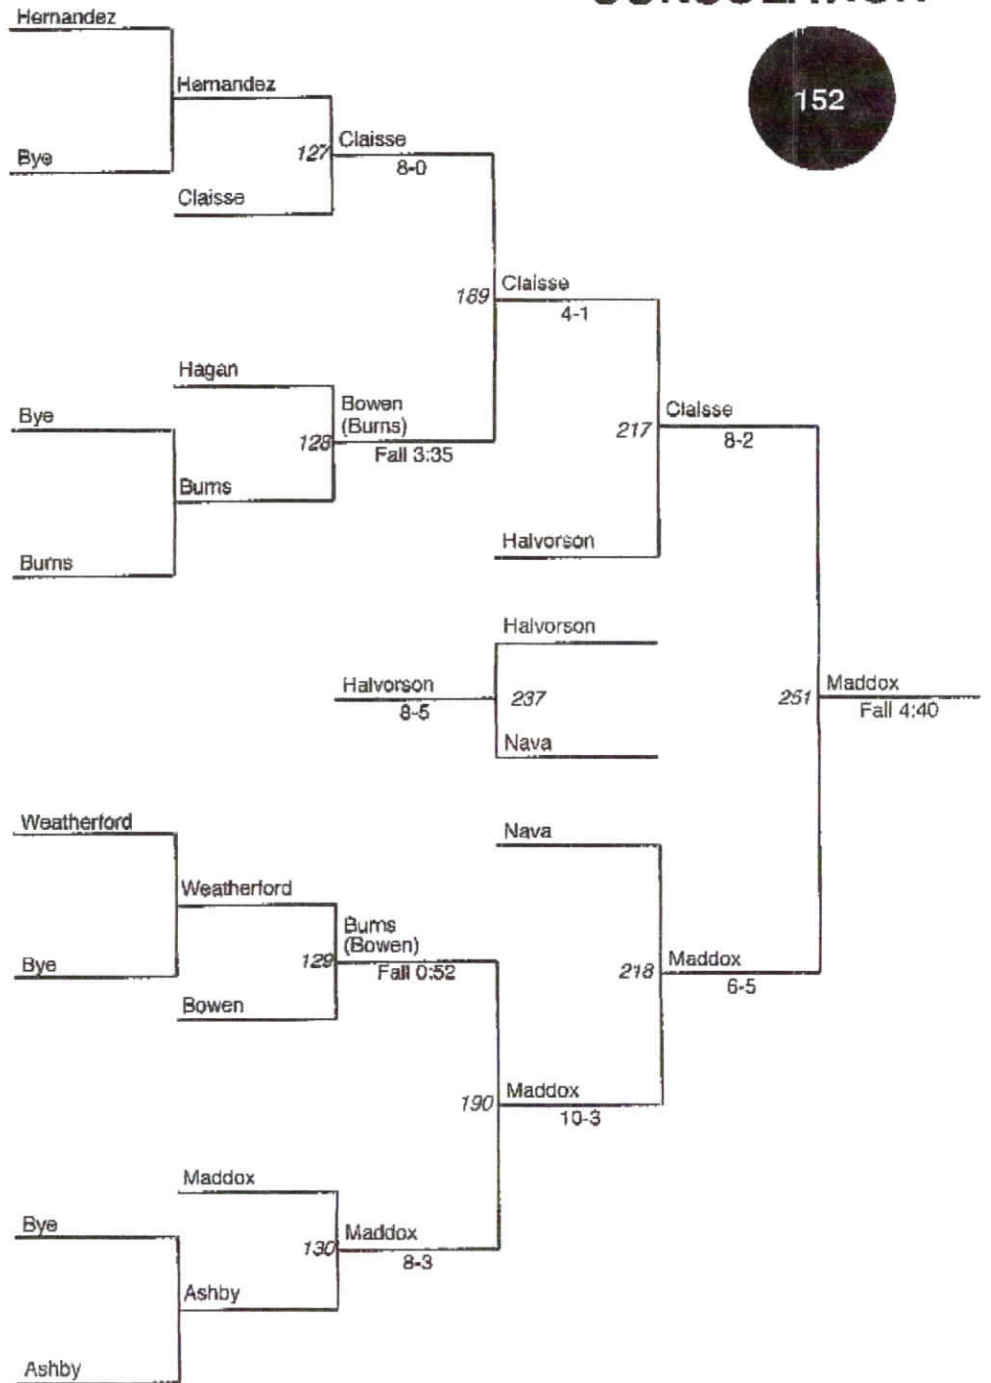 Hernandez
152
Hernandez
127
Claisse
8-0
Bye
Claisse
189
Claisse
4-1
Hagan
Bye
128
Bowen
(Burns)
Fall 3:35
217
Claisse
8-2
Burns
Halvorson
Burns
Halvorson
Halvorson
8-5
237
251
Maddox
Fall 4:40
Nava
Weatherford
Nava
Weatherford
129
Burns
(Bowen)
Fall 0:52
218
Maddox
6-5
Bye
Bowen
190
Maddox
10-3
Maddox
Bye
130
Maddox
8-3
Ashby
Ashby